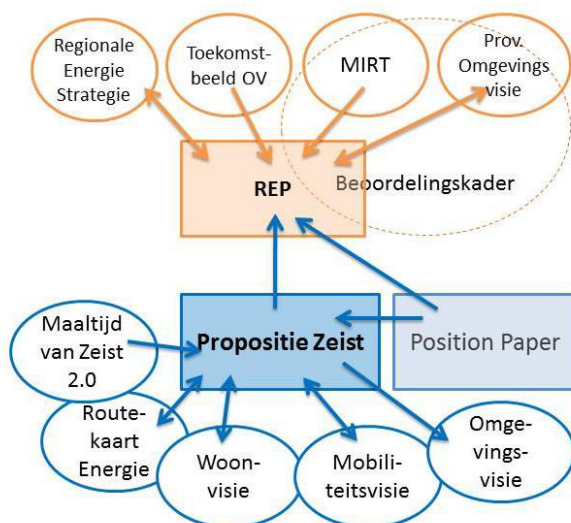 Regionale
Energie
Strategie
Toekomst-
beeld OV
MIRT
Prov.
Omgevings
visie
REP
Beoordelingskader
Maaltijd
van Zeist
2.0
Propositie Zeist
Position Paper
Route-
kaart
Energie
Woon-
visie
Mobili-
teitsvisie
Omge-
vings-
visie